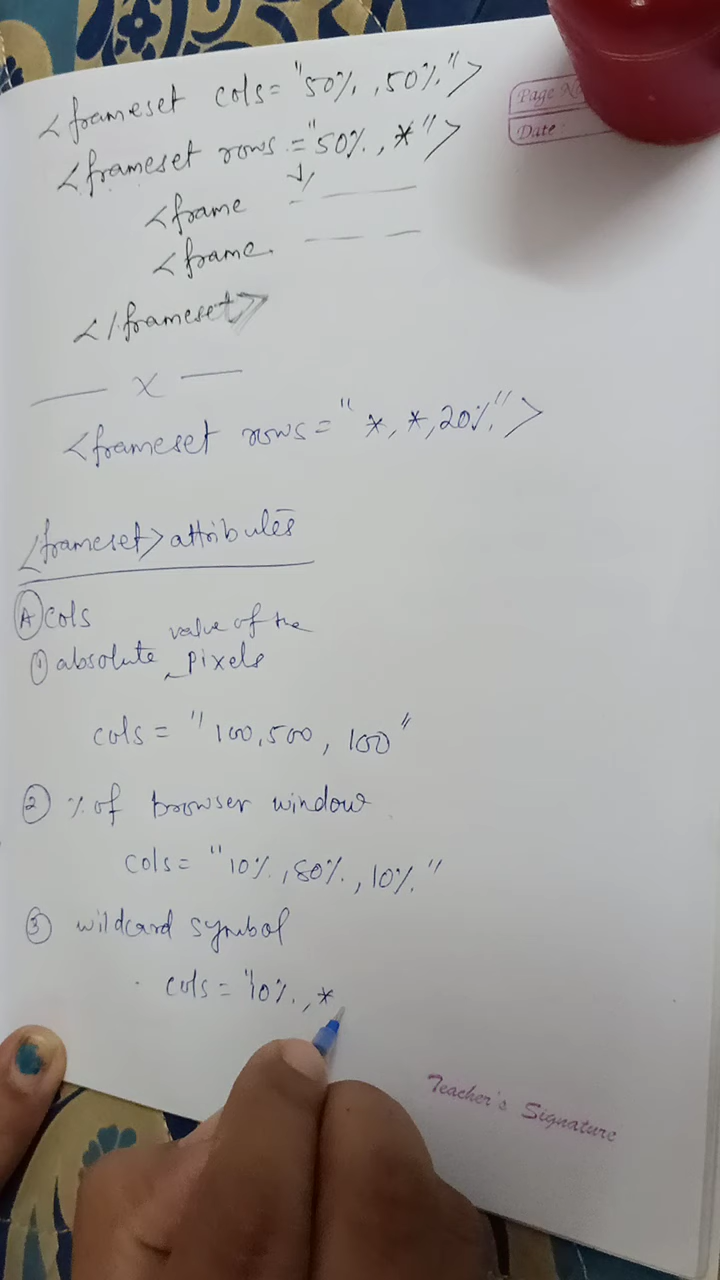 Page No
Date :
<frameset cols="50%,50%">
<frameset rows="50%,*">
<frame
<frame
</frameset>
x
<frameset rows="*,*,20%">
<frameset> attributes
(A) cols
(1) absolute value of the pixels
cols="100,500,100"
(2) % of browser window
cols="10%,80%,10%"
(3) wildcard symbol
cols="10%,*
Teacher's Signature